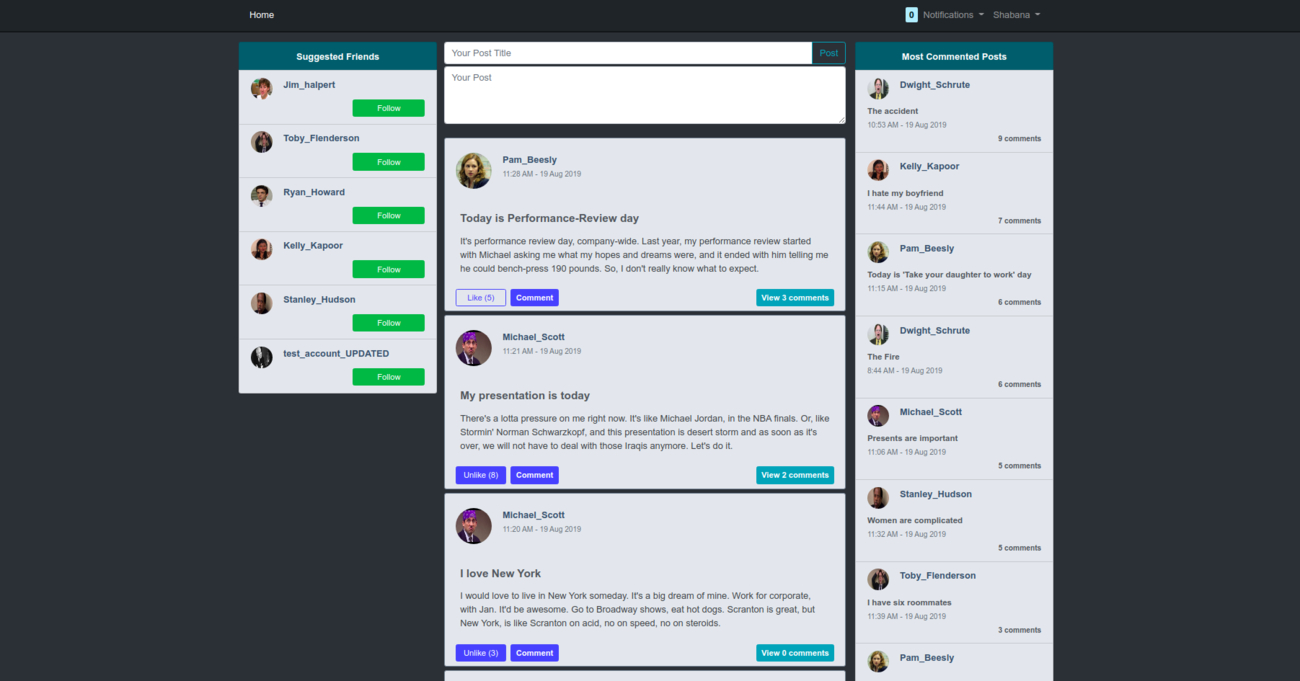 Home
0 Notifications Shabana
Suggested Friends
Jim_halpert
Follow
Toby_Flenderson
Follow
Ryan_Howard
Follow
Kelly_Kapoor
Follow
Stanley_Hudson
Follow
test_account_UPDATED
Follow
Your Post Title
Post
Your Post
Pam_Beesly
11:28 AM - 19 Aug 2019
Today is Performance-Review day
It's performance review day, company-wide. Last year, my performance review started
with Michael asking me what my hopes and dreams were, and it ended with him telling me
he could bench-press 190 pounds. So, I don't really know what to expect.
Like (5) Comment View 3 comments
Michael_Scott
11:21 AM - 19 Aug 2019
My presentation is today
There's a lotta pressure on me right now. It's like Michael Jordan, in the NBA finals. Or, like
Stormin' Norman Schwarzkopf, and this presentation is desert storm and as soon as it's
over, we will not have to deal with those Iraqis anymore. Let's do it.
Unlike (8) Comment View 2 comments
Michael_Scott
11:20 AM - 19 Aug 2019
I love New York
I would love to live in New York someday. It's a big dream of mine. Work for corporate,
with Jan. It'd be awesome. Go to Broadway shows, eat hot dogs. Scranton is great, but
New York, is like Scranton on acid, no on speed, no on steroids.
Unlike (3) Comment View 0 comments
Most Commented Posts
Dwight_Schrute
The accident
10:53 AM - 19 Aug 2019
9 comments
Kelly_Kapoor
I hate my boyfriend
11:44 AM - 19 Aug 2019
7 comments
Pam_Beesly
Today is 'Take your daughter to work' day
11:15 AM - 19 Aug 2019
6 comments
Dwight_Schrute
The Fire
8:44 AM - 19 Aug 2019
6 comments
Michael_Scott
Presents are important
11:06 AM - 19 Aug 2019
5 comments
Stanley_Hudson
Women are complicated
11:32 AM - 19 Aug 2019
5 comments
Toby_Flenderson
I have six roommates
11:39 AM - 19 Aug 2019
3 comments
Pam_Beesly